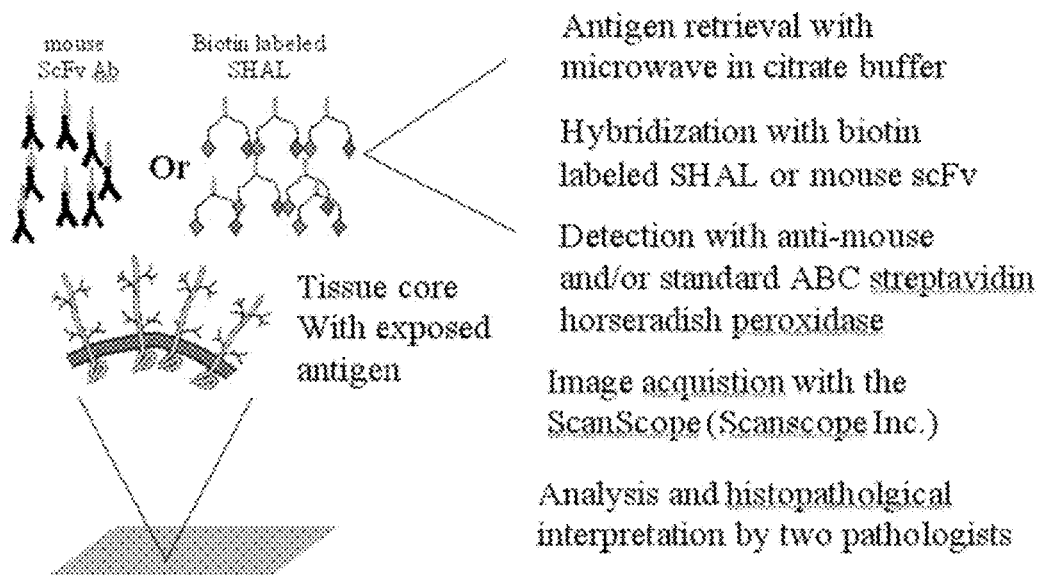 mouse
ScFv Ab
Biotin labeled
SHAL
Or
Tissue core
With exposed
antigen
Antigen retrieval with
microwave in citrate buffer
Hybridization with biotin
labeled SHAL or mouse scFv
Detection with anti-mouse
and/or standard ABC streptavidin
horseradish peroxidase
Image acquistion with the
ScanScope (Scanscope Inc.)
Analysis and histopatholgical
interpretation by two pathologists